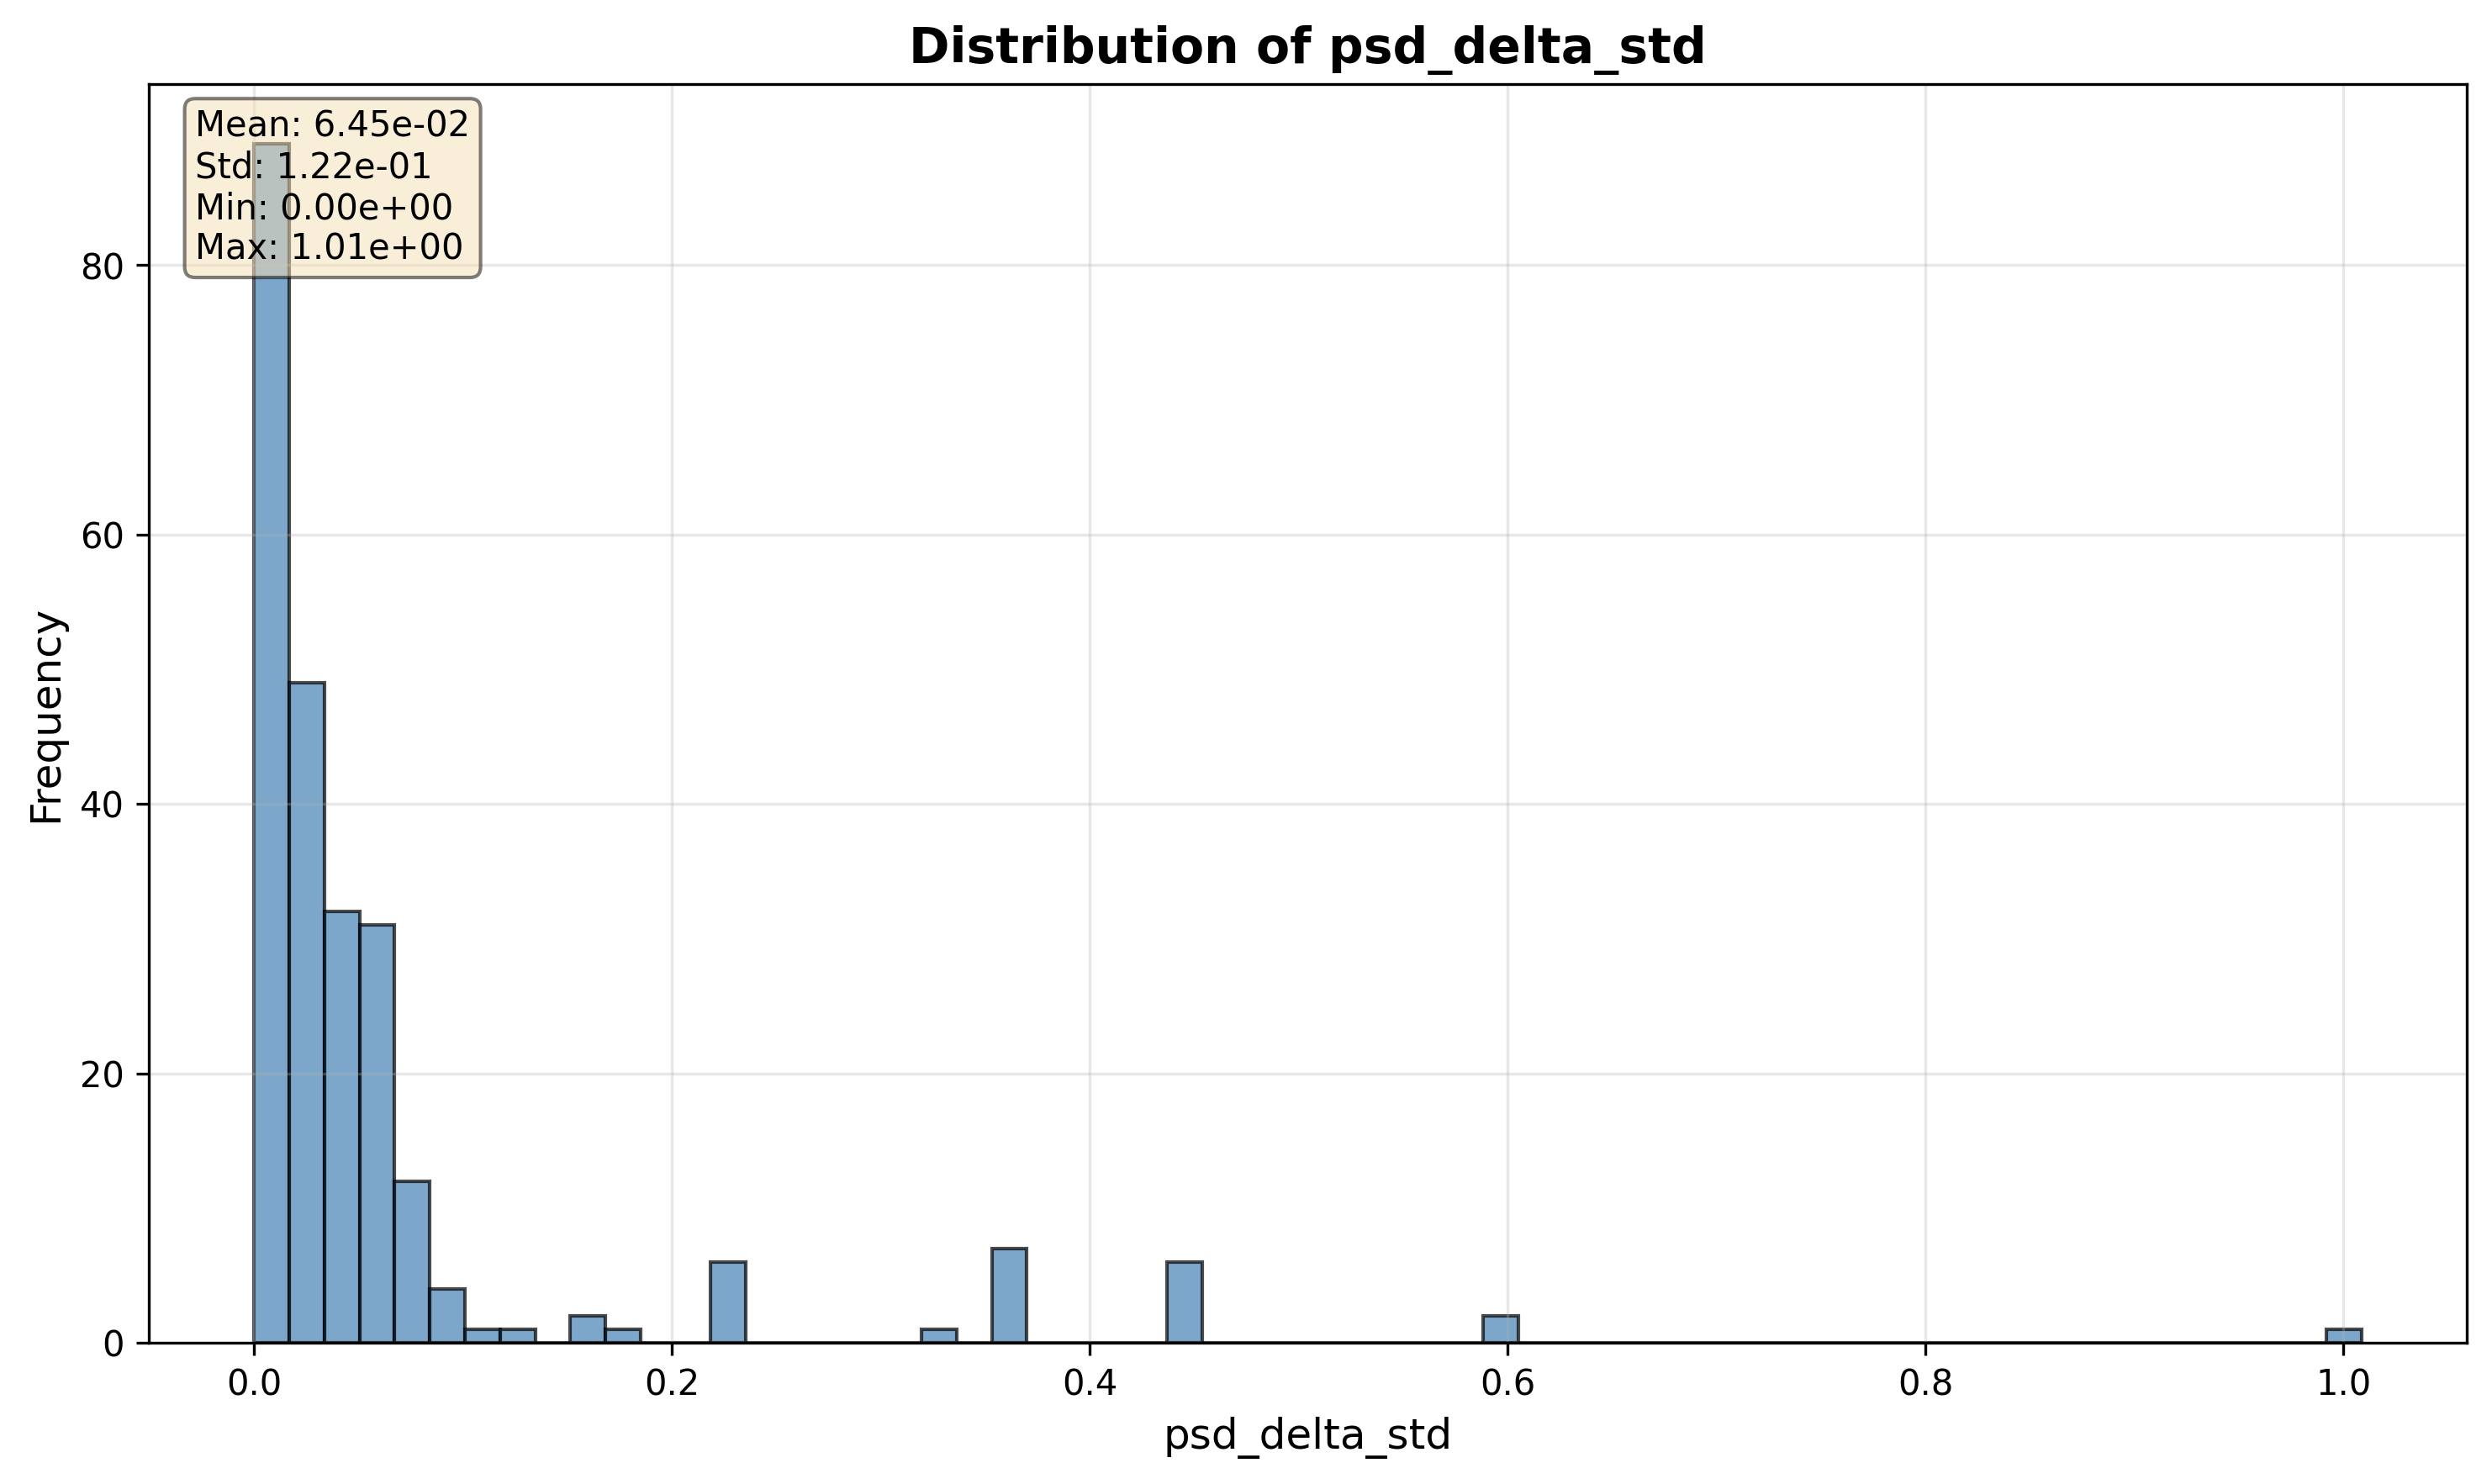 Distribution of psd_delta_std
Mean: 6.45e-02
Std: 1.22e-01
Min: 0.00e+00
Max: 1.01e+00
80
60
40
20
0
Frequency
0.0 0.2 0.4 0.6 0.8 1.0
psd_delta_std